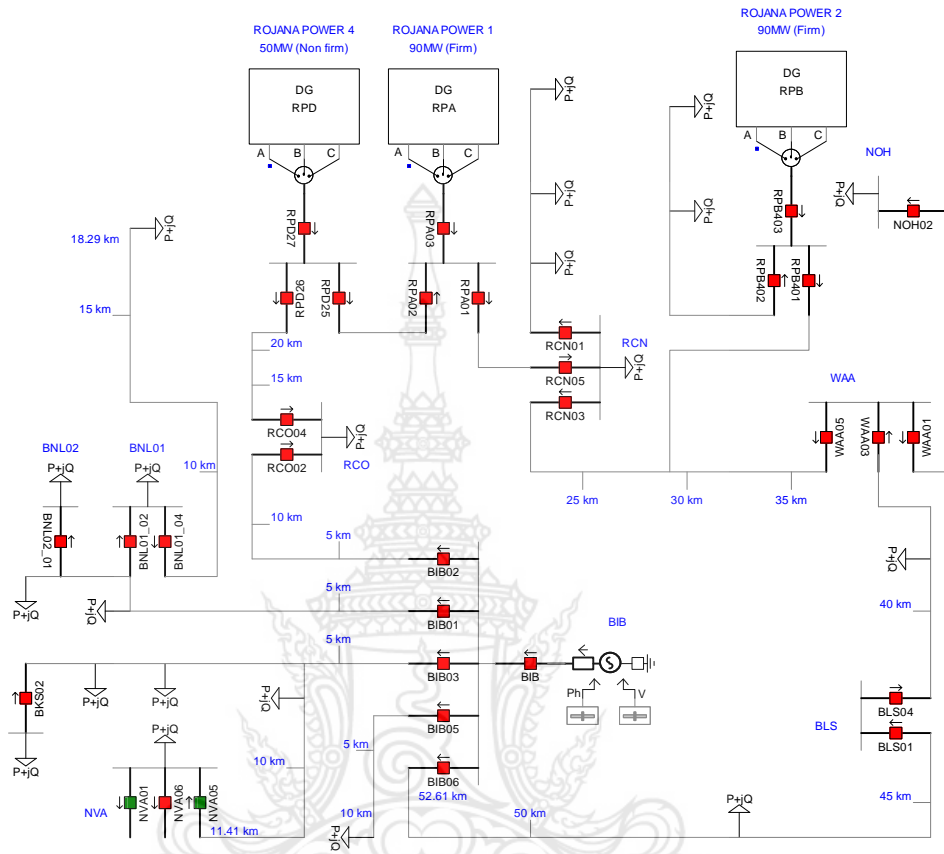 ROJANA POWER 4
50MW (Non firm)
ROJANA POWER 1
90MW (Firm)
ROJANA POWER 2
90MW (Firm)
DG
RPD
A
B
C
DG
RPA
A
B
C
DG
RPB
A
B
C
P+jQ
P+jQ
P+jQ
P+jQ
P+jQ
NOH
P+jQ
NOH02
RPD27
RPA03
RPB403
18.29 km
P+jQ
15 km
RPD26
RPD25
RPA02
RPA01
RPB402
RPB401
20 km
15 km
RCN01
RCN05
RCN03
RCN
P+jQ
WAA
WAA05
WAA03
WAA01
RCO04
RCO02
P+jQ
RCO
BNL02
BNL01
P+jQ
P+jQ
10 km
25 km
30 km
35 km
BNL02_01
BNL01_02
BNL01_04
10 km
5 km
BIB02
P+jQ
P+jQ
P+jQ
5 km
BIB01
40 km
5 km
BIB
BIB03
BIB
Ph
V
BKS02
P+jQ
P+jQ
P+jQ
BLS04
BLS
BLS01
BIB05
P+jQ
P+jQ
5 km
10 km
BIB06
52.61 km
NVA
NVA01
NVA06
NVA05
11.41 km
10 km
P+jQ
50 km
P+jQ
45 km